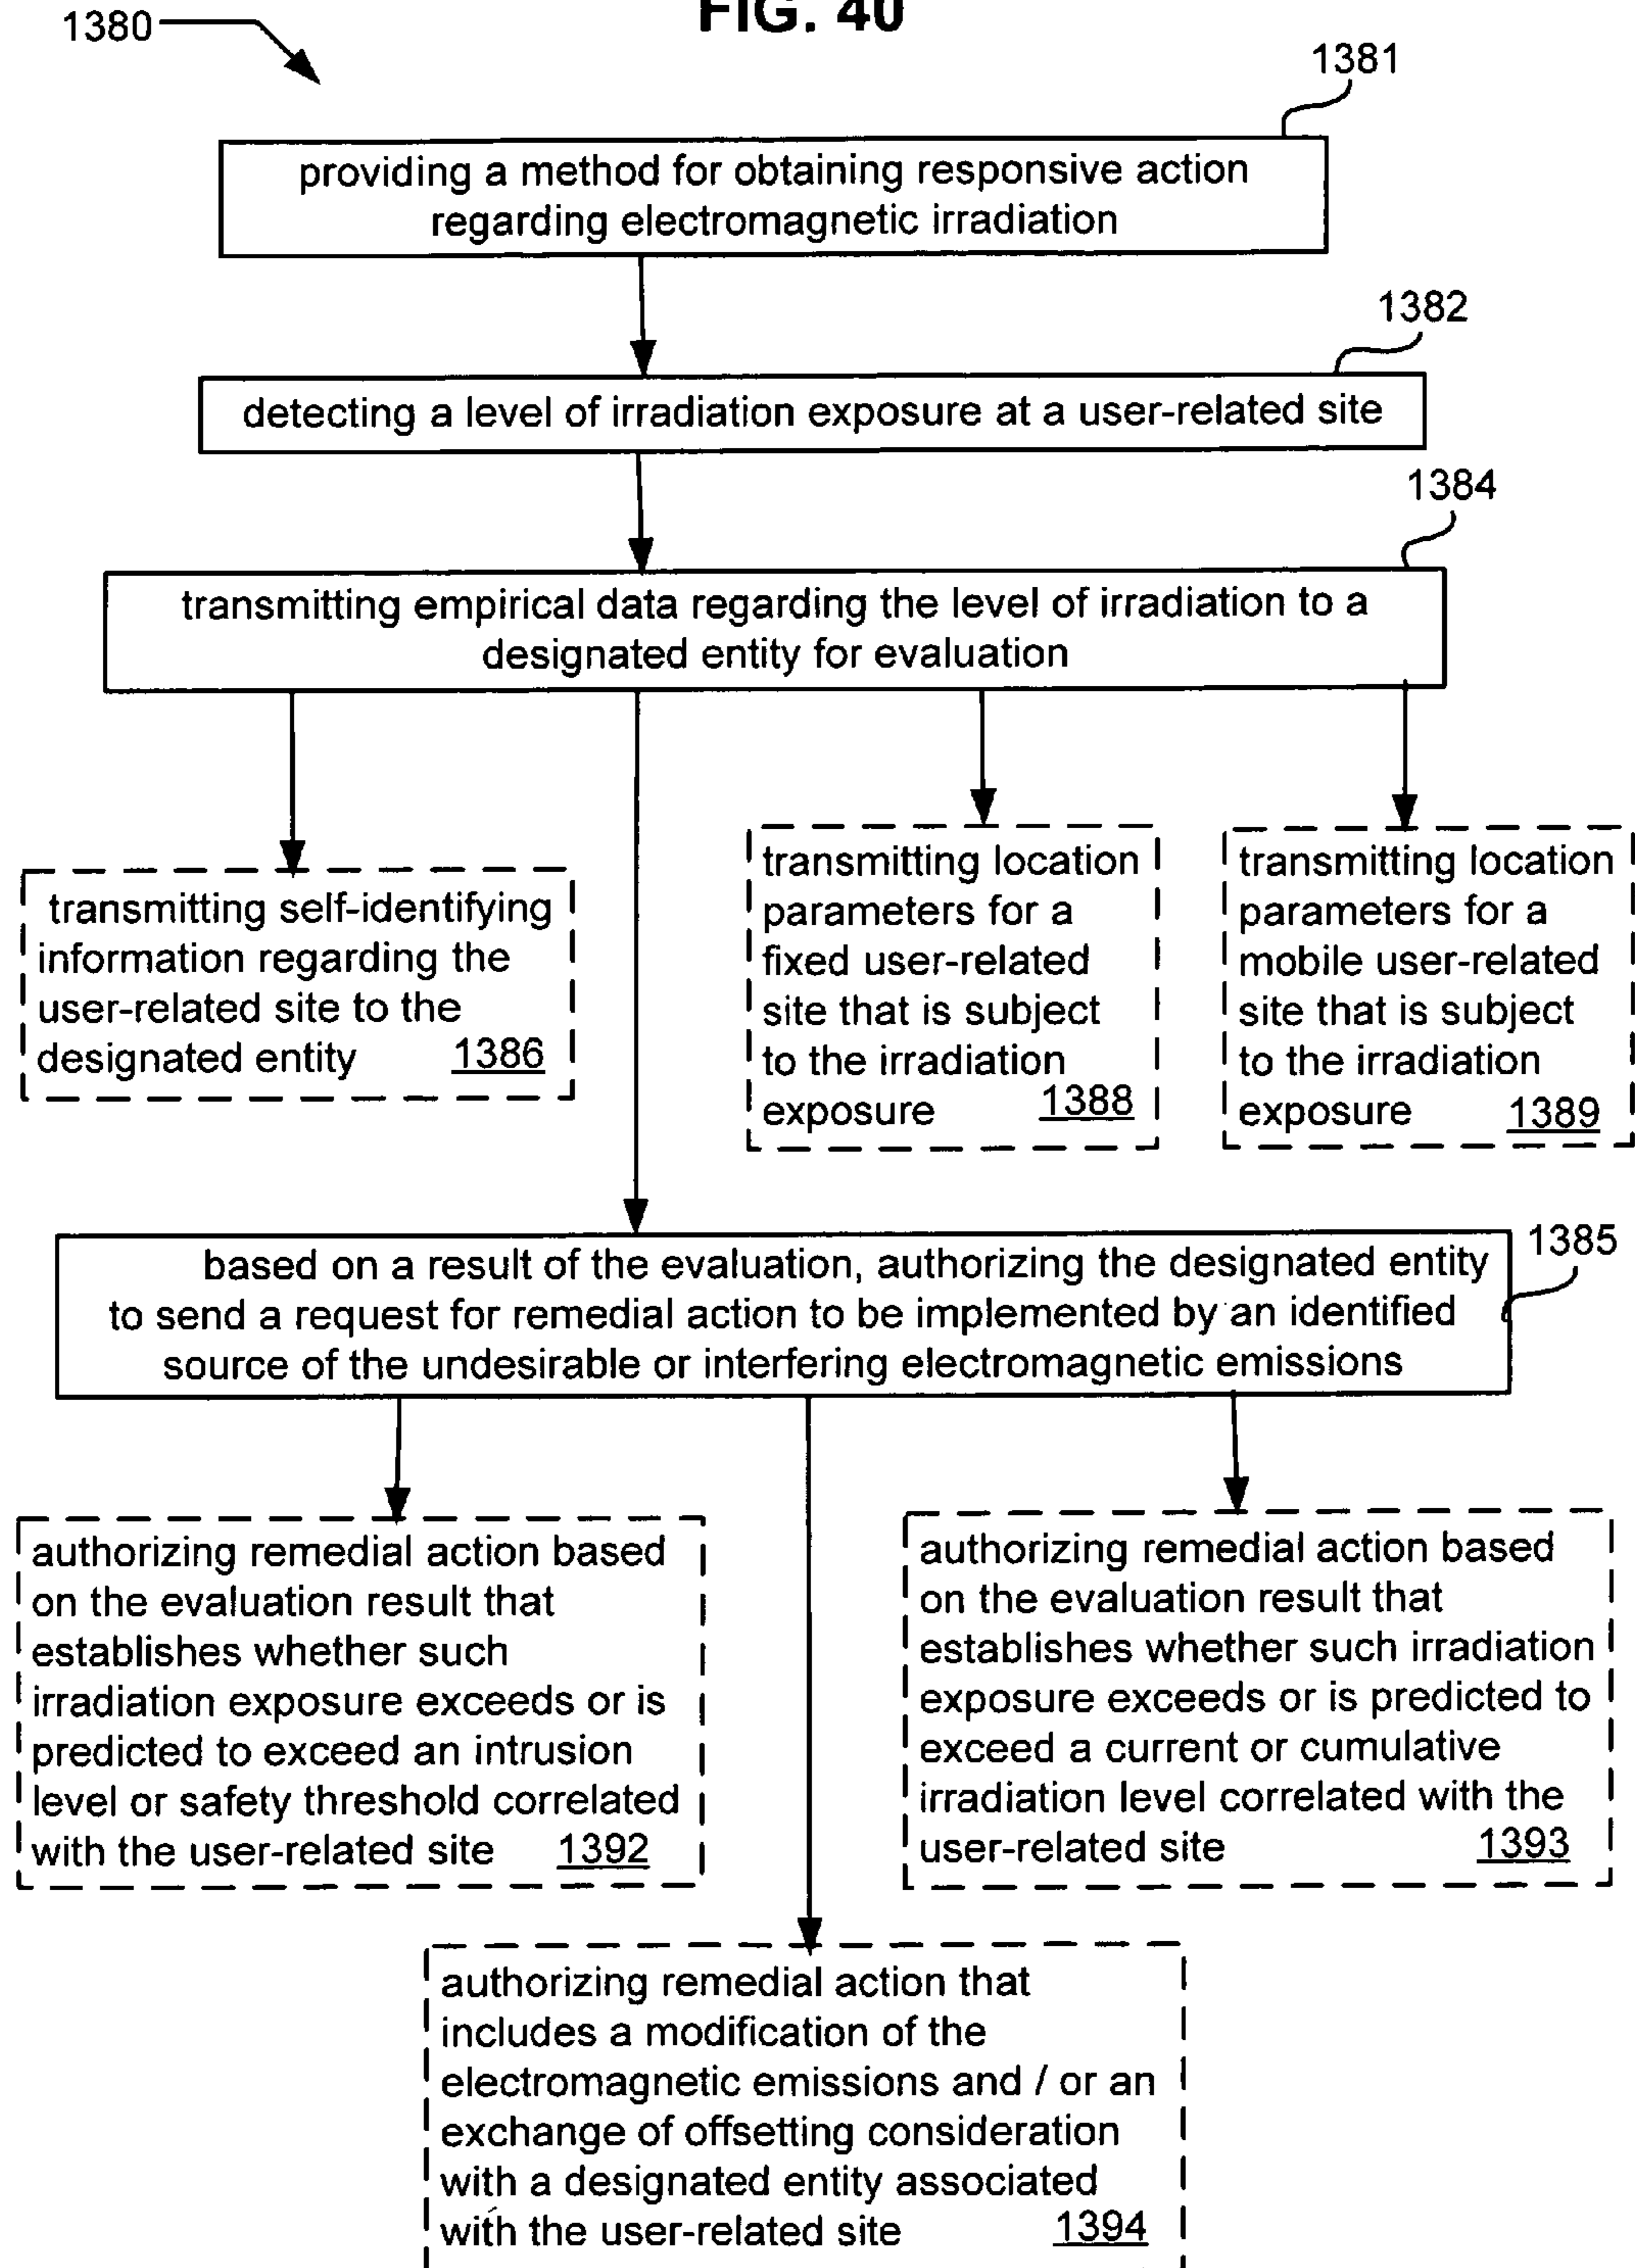 FIG. 40
1380
1381
providing a method for obtaining responsive action
regarding electromagnetic irradiation
1382
detecting a level of irradiation exposure at a user-related site
1384
transmitting empirical data regarding the level of irradiation to a
designated entity for evaluation
transmitting self-identifying
information regarding the
user-related site to the
designated entity 1386
transmitting location
parameters for a
fixed user-related
site that is subject
to the irradiation
exposure 1388
transmitting location
parameters for a
mobile user-related
site that is subject
to the irradiation
exposure 1389
1385
based on a result of the evaluation, authorizing the designated entity
to send a request for remedial action to be implemented by an identified
source of the undesirable or interfering electromagnetic emissions
authorizing remedial action based
on the evaluation result that
establishes whether such
irradiation exposure exceeds or is
predicted to exceed an intrusion
level or safety threshold correlated
with the user-related site 1392
authorizing remedial action based
on the evaluation result that
establishes whether such irradiation
exposure exceeds or is predicted to
exceed a current or cumulative
irradiation level correlated with the
user-related site 1393
authorizing remedial action that
includes a modification of the
electromagnetic emissions and / or an
exchange of offsetting consideration
with a designated entity associated
with the user-related site 1394